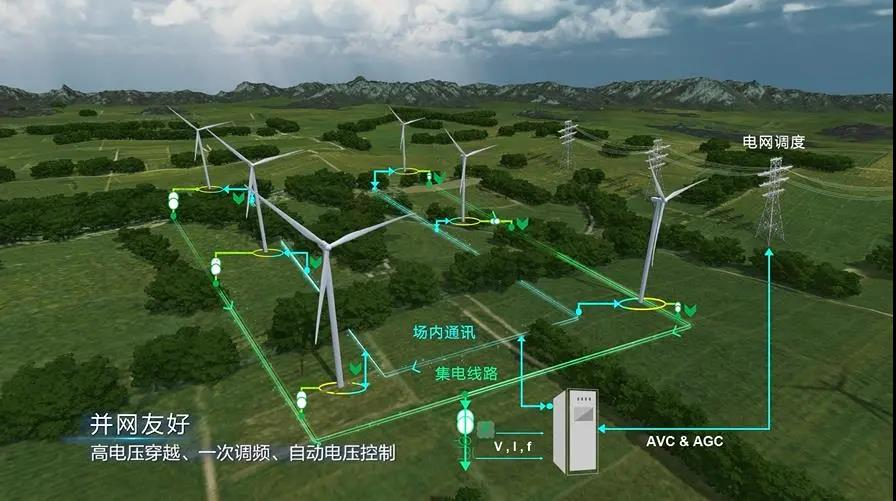 电网调度
场内通讯
集电线路
并网友好
高电压穿越、一次调频、自动电压控制
V , I , f
AVC & AGC